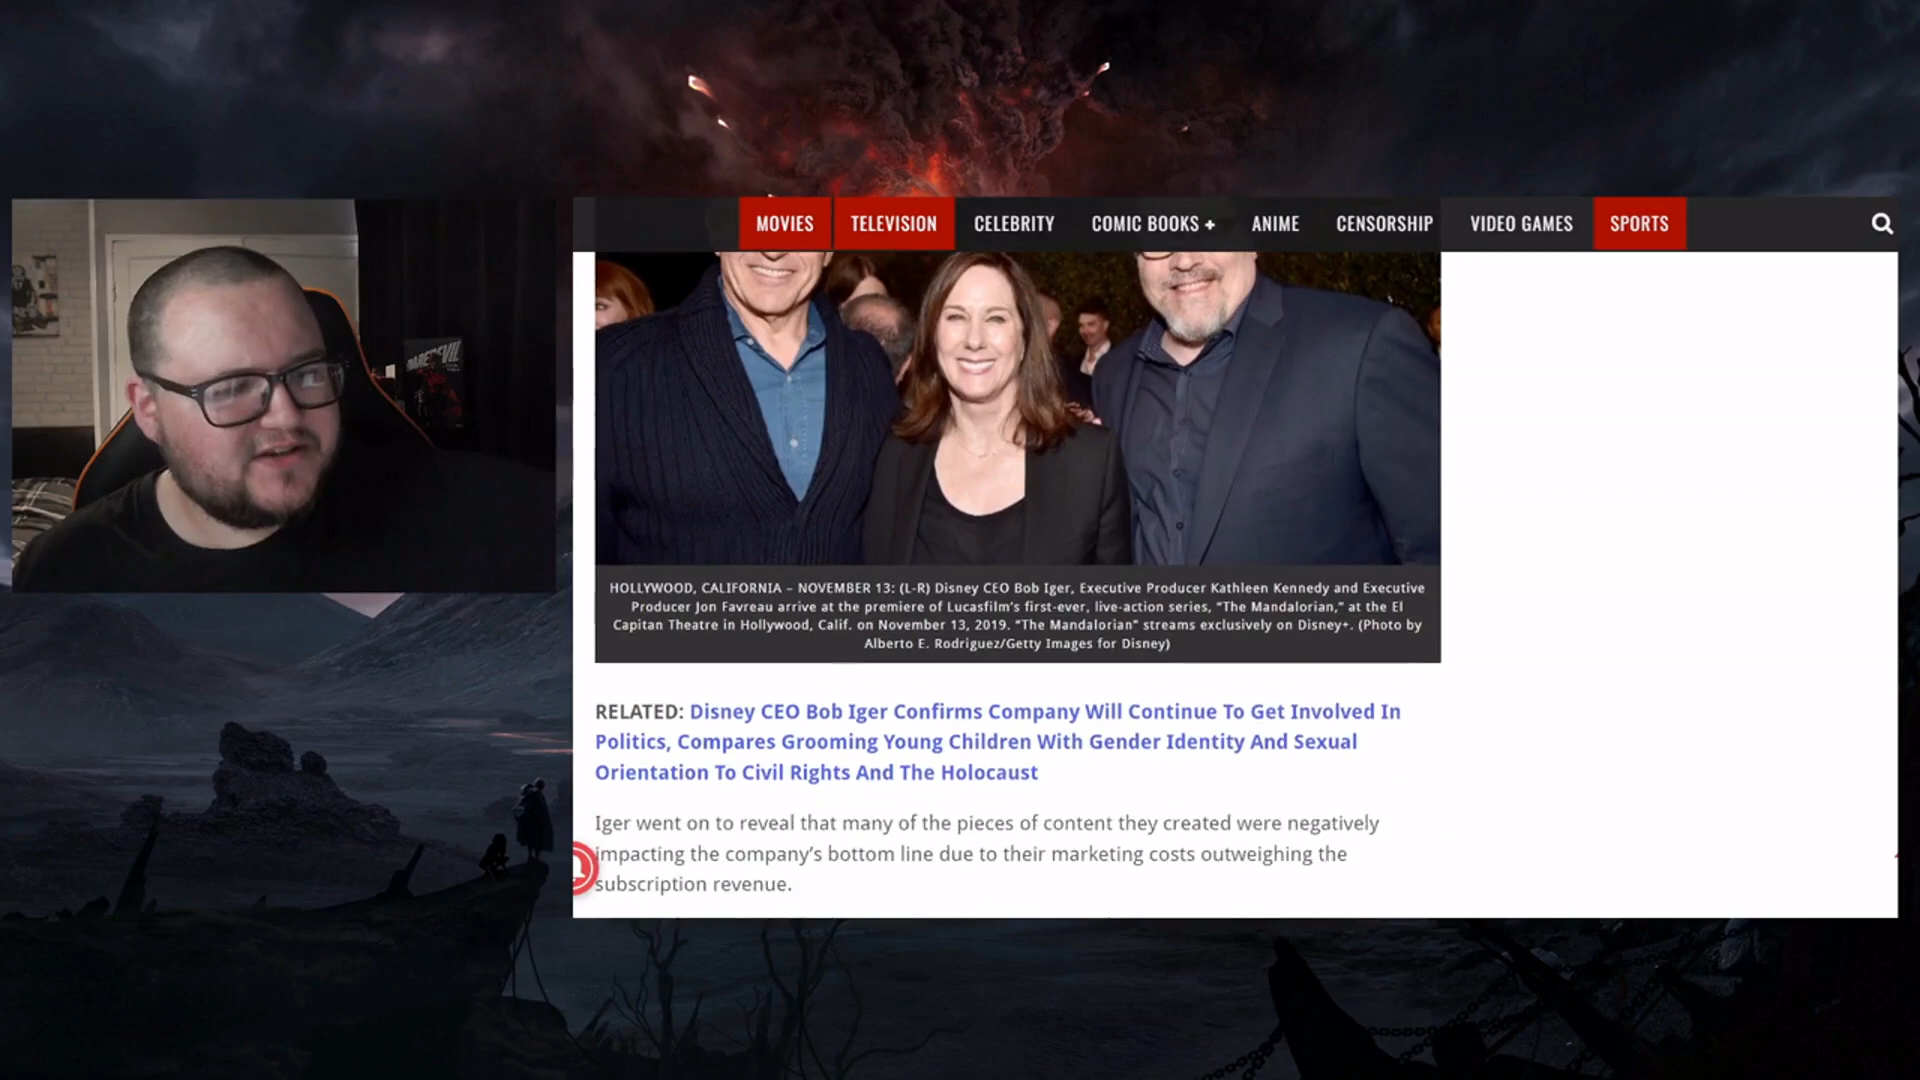 DAREDEVIL
MOVIES TELEVISION CELEBRITY COMIC BOOKS + ANIME CENSORSHIP VIDEO GAMES SPORTS
HOLLYWOOD, CALIFORNIA – NOVEMBER 13: (L-R) Disney CEO Bob Iger, Executive Producer Kathleen Kennedy and Executive
Producer Jon Favreau arrive at the premiere of Lucasfilm's first-ever, live-action series, “The Mandalorian,” at the El
Capitan Theatre in Hollywood, Calif. on November 13, 2019. “The Mandalorian” streams exclusively on Disney+. (Photo by
Alberto E. Rodriguez/Getty Images for Disney)
RELATED: Disney CEO Bob Iger Confirms Company Will Continue To Get Involved In
Politics, Compares Grooming Young Children With Gender Identity And Sexual
Orientation To Civil Rights And The Holocaust
Iger went on to reveal that many of the pieces of content they created were negatively
impacting the company’s bottom line due to their marketing costs outweighing the
subscription revenue.